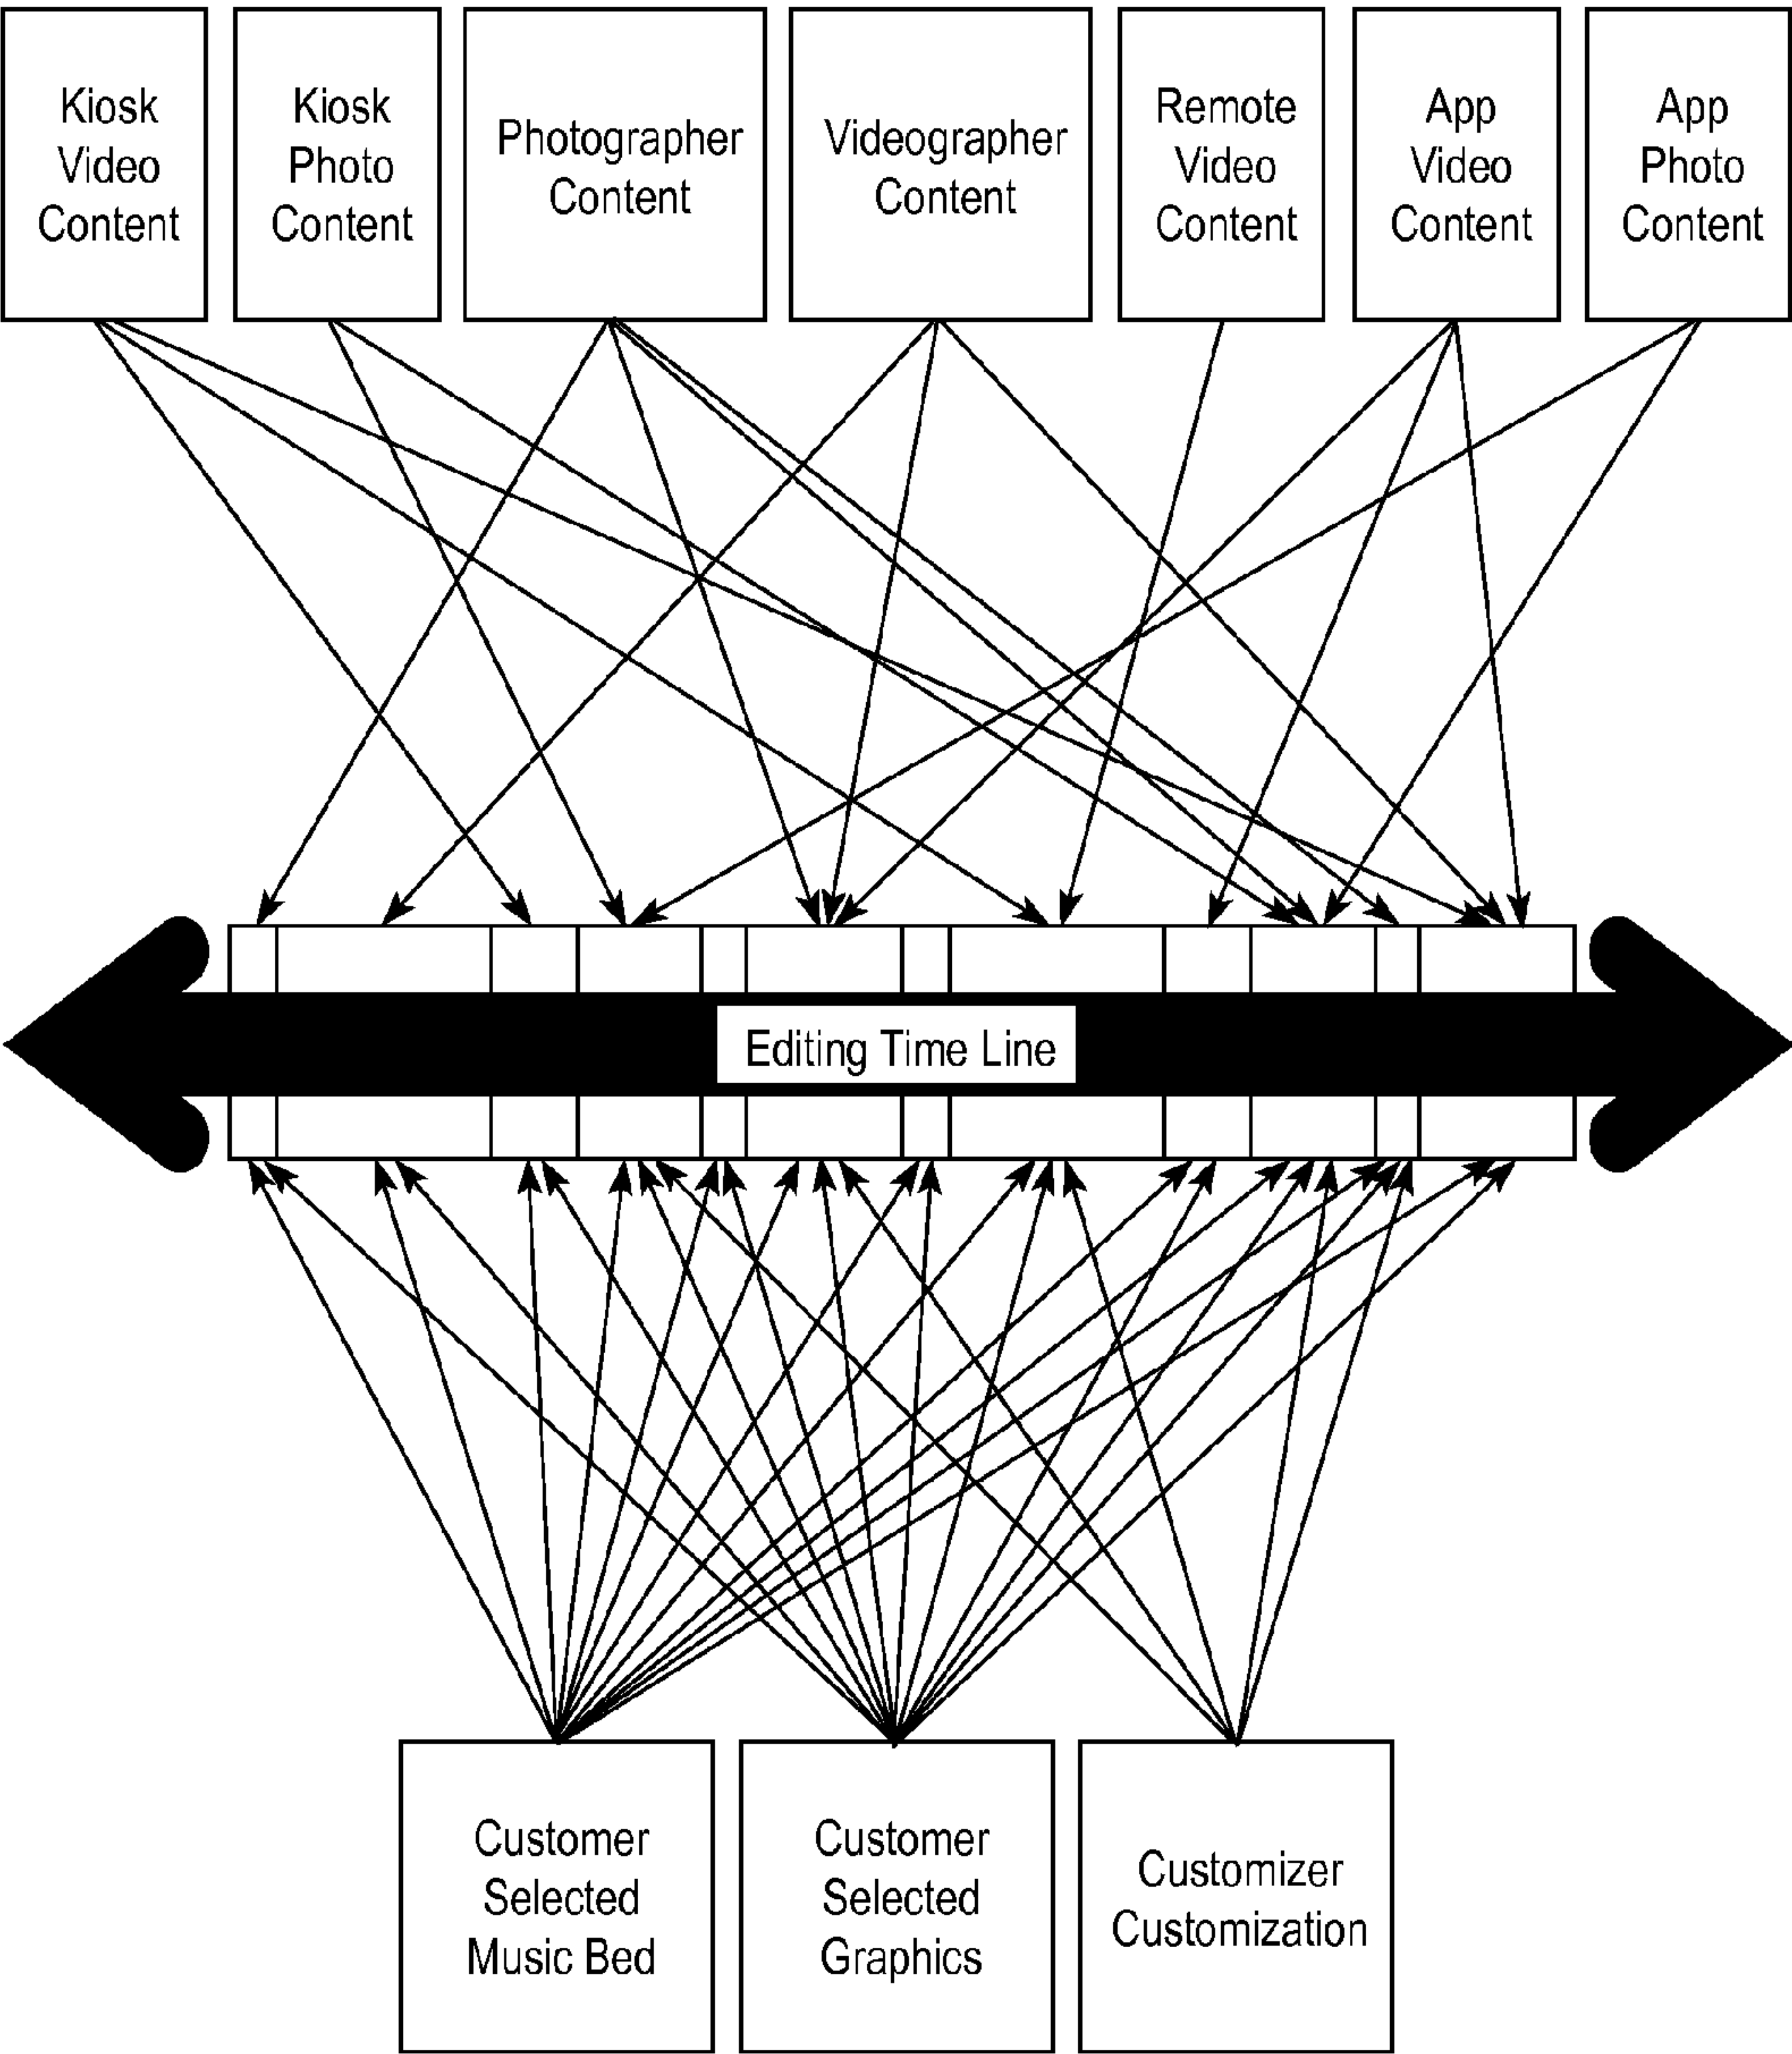 Kiosk
Video
Content
Kiosk
Photo
Content
Photographer
Content
Videographer
Content
Remote
Video
Content
App
Video
Content
App
Photo
Content
Editing Time Line
Customer
Selected
Music Bed
Customer
Selected
Graphics
Customizer
Customization